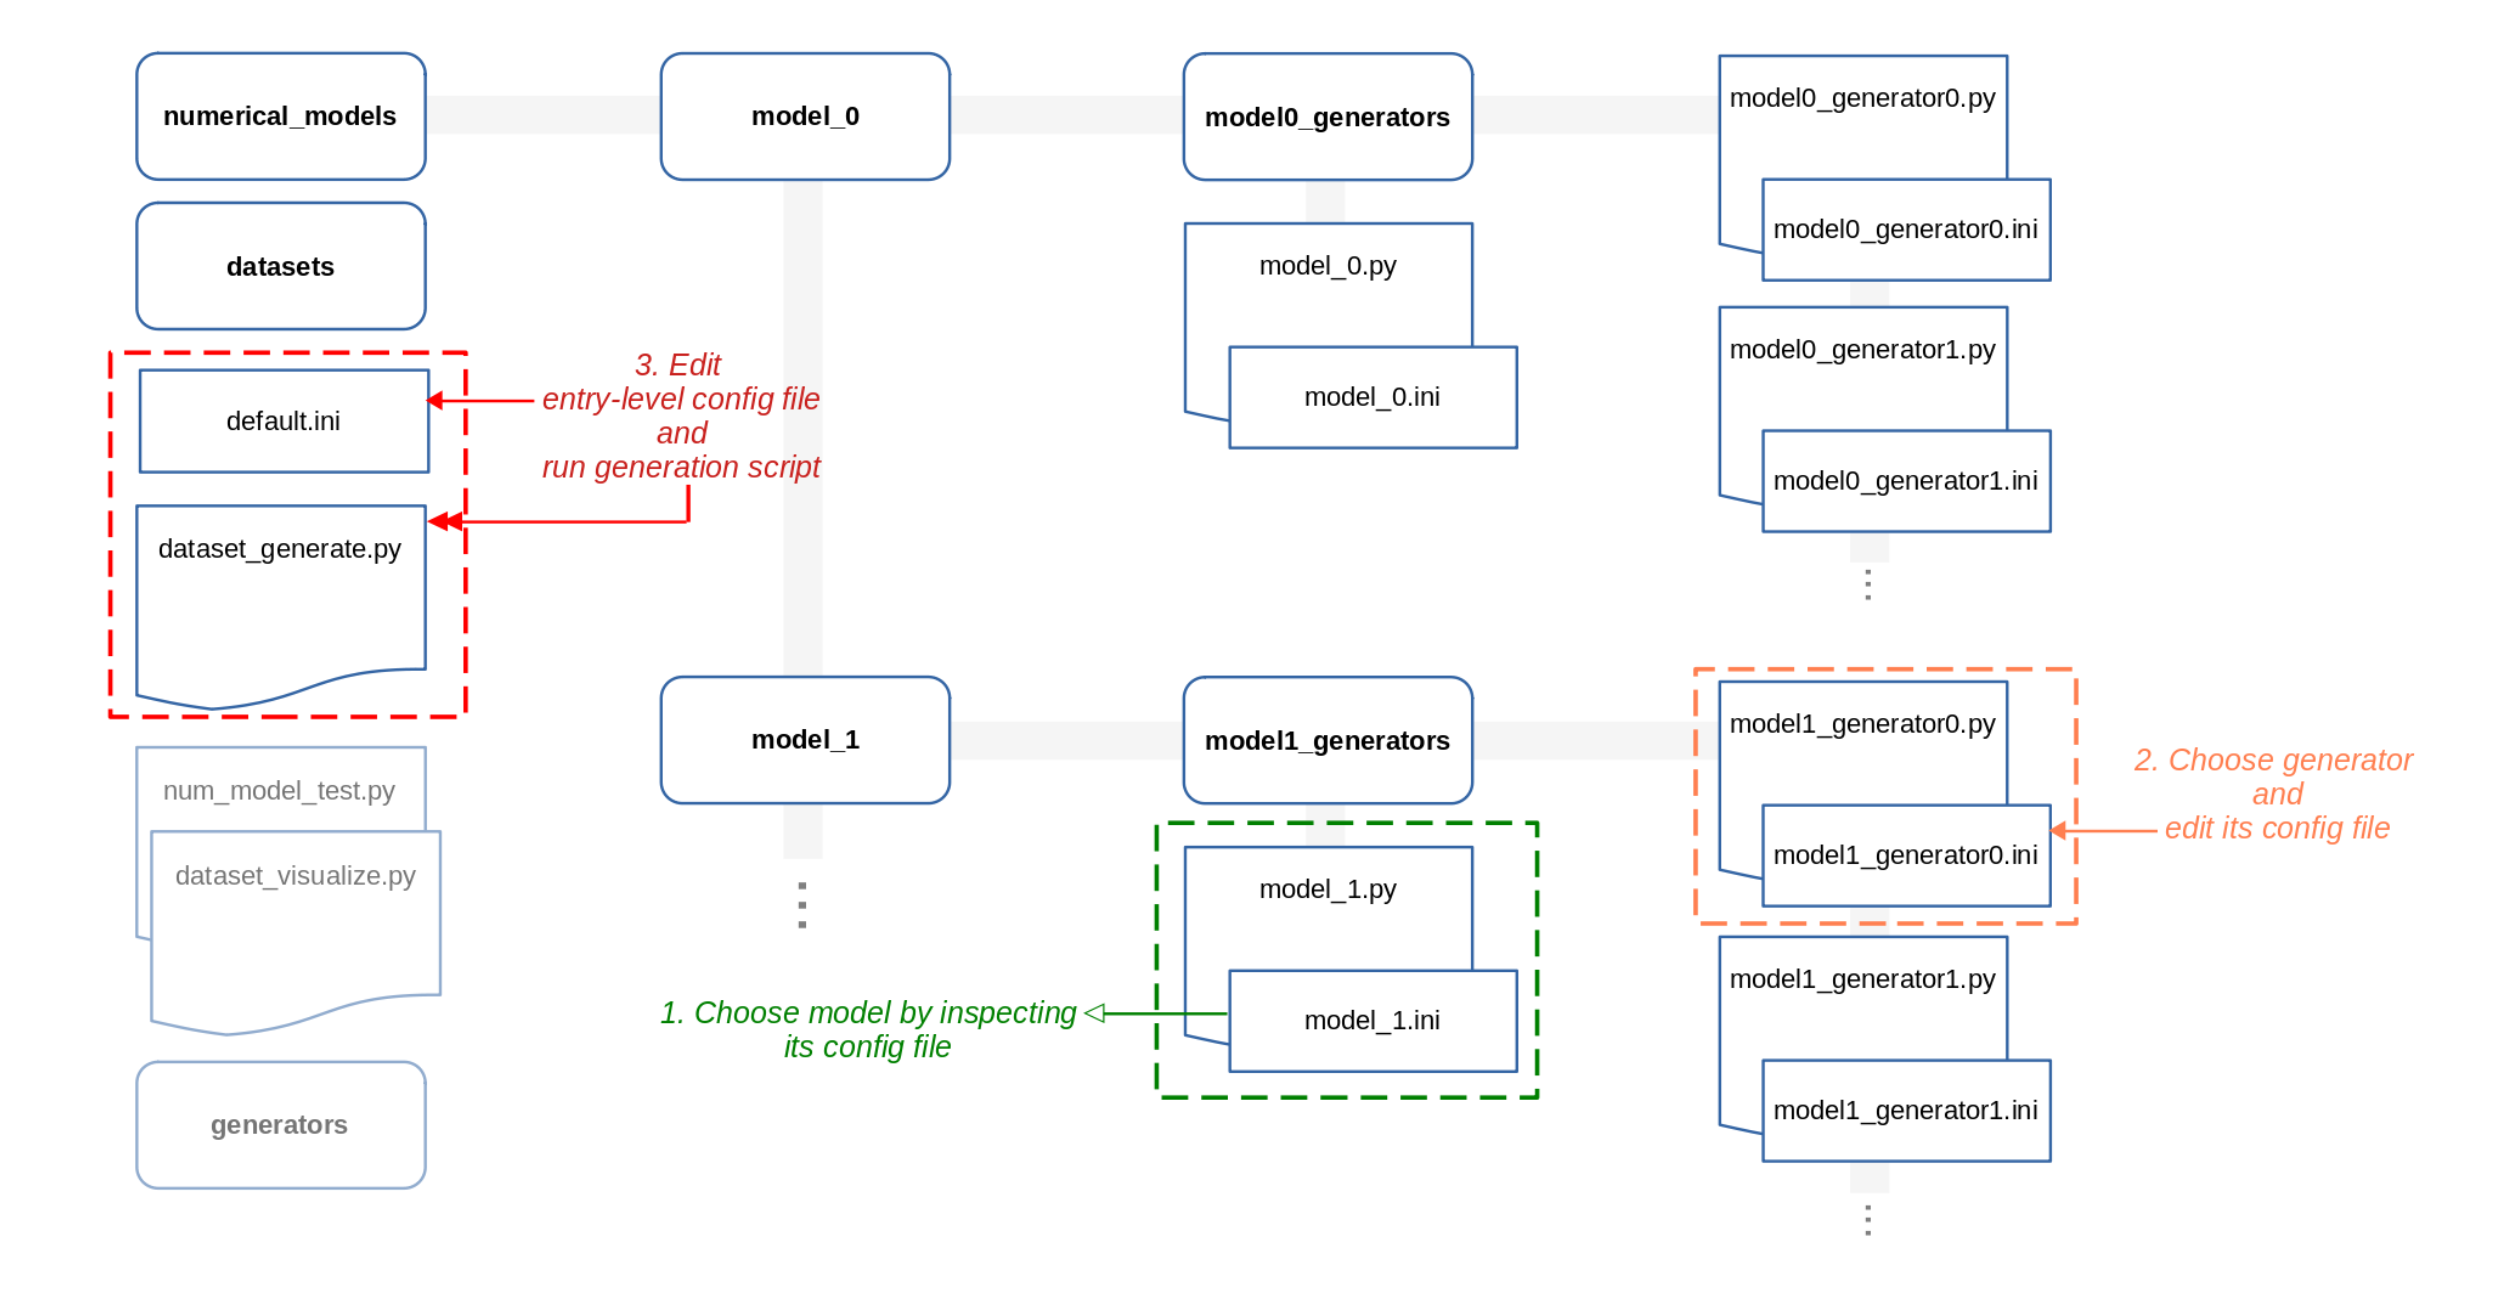 numerical_models
model_0
model0_generators
model0_generator0.py
model0_generator0.ini
datasets
model_0.py
model_0.ini
model0_generator1.py
model0_generator1.ini
default.ini
3. Edit
entry-level config file
and
run generation script
dataset_generate.py
model_1
model1_generators
model1_generator0.py
model1_generator0.ini
2. Choose generator
and
edit its config file
num_model_test.py
dataset_visualize.py
model_1.py
model_1.ini
1. Choose model by inspecting
its config file
model1_generator1.py
model1_generator1.ini
generators